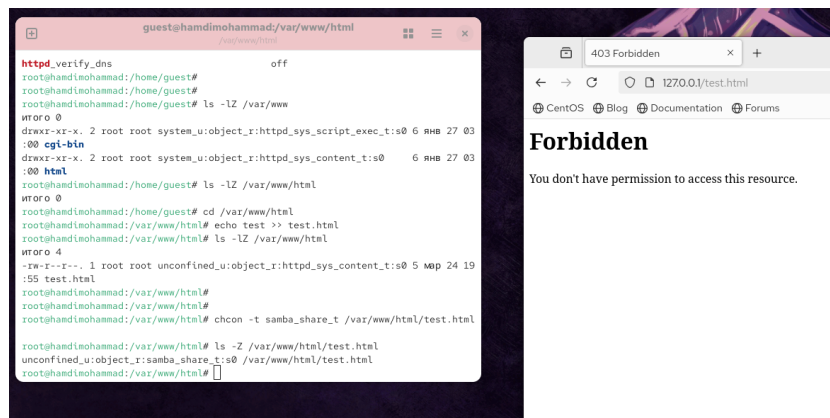 guest@hamdimohammad:/var/www/html
/var/www/html
httpd_verify_dns off
root@hamdimohammad:/home/guest#
root@hamdimohammad:/home/guest#
root@hamdimohammad:/home/guest# ls -lZ /var/www
итого 0
drwxr-xr-x. 2 root root system_u:object_r:httpd_sys_script_exec_t:s0 6 янв 27 03
:00 cgi-bin
drwxr-xr-x. 2 root root system_u:object_r:httpd_sys_content_t:s0 6 янв 27 03
:00 html
root@hamdimohammad:/home/guest# ls -lZ /var/www/html
итого 0
root@hamdimohammad:/home/guest# cd /var/www/html
root@hamdimohammad:/var/www/html# echo test >> test.html
root@hamdimohammad:/var/www/html# ls -lZ /var/www/html
итого 4
-rw-r--r--. 1 root root unconfined_u:object_r:httpd_sys_content_t:s0 5 мар 24 19
:55 test.html
root@hamdimohammad:/var/www/html#
root@hamdimohammad:/var/www/html#
root@hamdimohammad:/var/www/html# chcon -t samba_share_t /var/www/html/test.html
root@hamdimohammad:/var/www/html# ls -Z /var/www/html/test.html
unconfined_u:object_r:samba_share_t:s0 /var/www/html/test.html
root@hamdimohammad:/var/www/html#
403 Forbidden
127.0.0.1/test.html
CentOS Blog Documentation Forums
Forbidden
You don't have permission to access this resource.